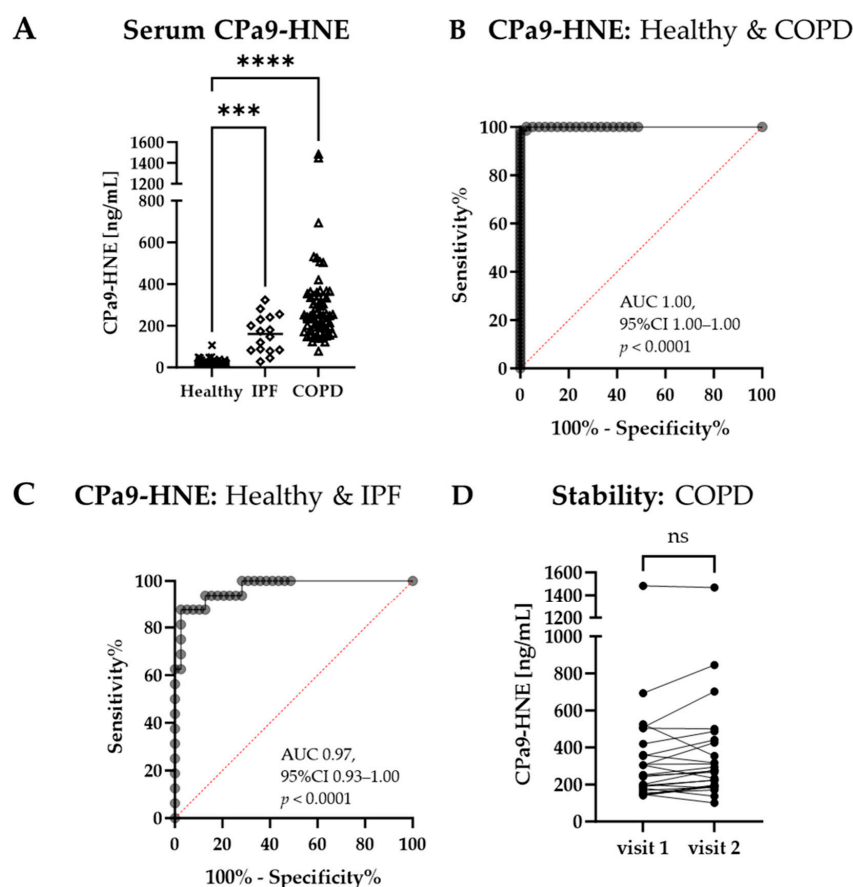 A Serum CPa9-HNE
****
***
CPa9-HNE [ng/mL]
1600
1400
1200
800
600
400
200
0
Healthy IPF COPD
B CPa9-HNE: Healthy & COPD
Sensitivity%
100
80
60
40
20
0
AUC 1.00,
95%CI 1.00–1.00
p < 0.0001
0 20 40 60 80 100
100% - Specificity%
C CPa9-HNE: Healthy & IPF
Sensitivity%
100
80
60
40
20
0
AUC 0.97,
95%CI 0.93–1.00
p < 0.0001
0 20 40 60 80 100
100% - Specificity%
D Stability: COPD
ns
CPa9-HNE [ng/mL]
1600
1400
1200
1000
800
600
400
200
0
visit 1 visit 2